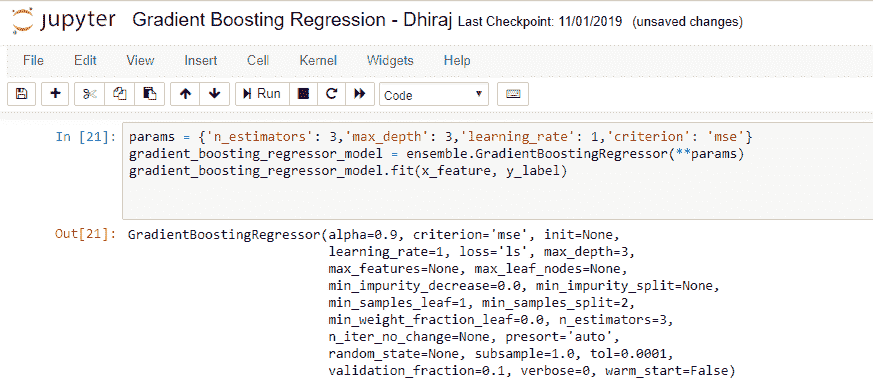 jupyter Gradient Boosting Regression - Dhiraj Last Checkpoint: 11/01/2019 (unsaved changes)
File Edit View Insert Cell Kernel Widgets Help
Run Code
In [21]: params = {'n_estimators': 3,'max_depth': 3,'learning_rate': 1,'criterion': 'mse'}
gradient_boosting_regressor_model = ensemble.GradientBoostingRegressor(**params)
gradient_boosting_regressor_model.fit(x_feature, y_label)
Out[21]: GradientBoostingRegressor(alpha=0.9, criterion='mse', init=None,
learning_rate=1, loss='ls', max_depth=3,
max_features=None, max_leaf_nodes=None,
min_impurity_decrease=0.0, min_impurity_split=None,
min_samples_leaf=1, min_samples_split=2,
min_weight_fraction_leaf=0.0, n_estimators=3,
n_iter_no_change=None, presort='auto',
random_state=None, subsample=1.0, tol=0.0001,
validation_fraction=0.1, verbose=0, warm_start=False)